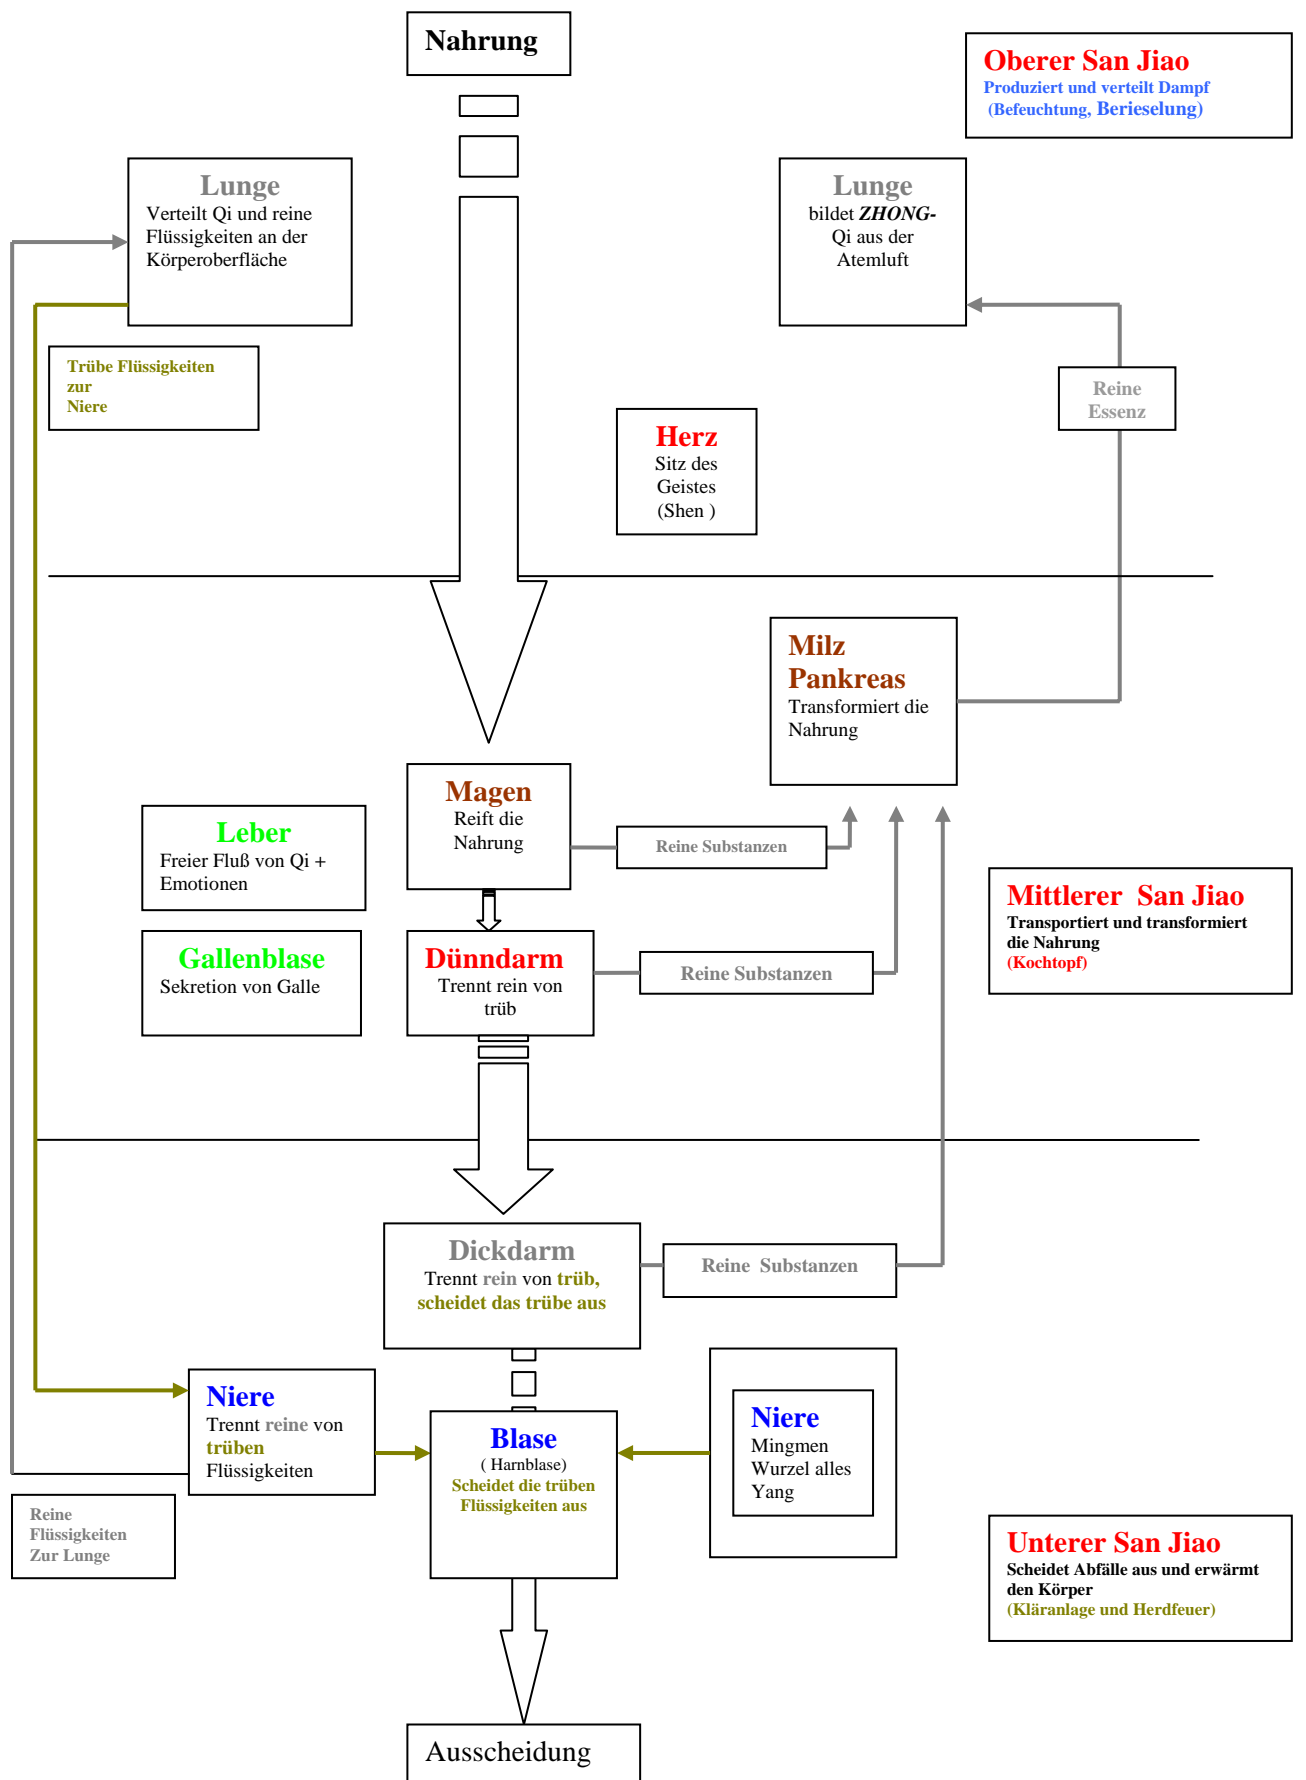 Nahrung
Oberer San Jiao
Produziert und verteilt Dampf
(Befeuchtung, Berieselung)
Lunge
Verteilt Qi und reine
Flüssigkeiten an der
Körperoberfläche
Lunge
bildet ZHONG-
Qi aus der
Atemluft
Trübe Flüssigkeiten
zur
Niere
Reine
Essenz
Herz
Sitz des
Geistes
(Shen )
Milz
Pankreas
Transformiert die
Nahrung
Magen
Reift die
Nahrung
Leber
Freier Fluß von Qi +
Emotionen
Reine Substanzen
Mittlerer San Jiao
Transportiert und transformiert
die Nahrung
(Kochtopf)
Gallenblase
Sekretion von Galle
Dünndarm
Trennt rein von
trüb
Reine Substanzen
Dickdarm
Trennt rein von trüb,
scheidet das trübe aus
Reine Substanzen
Niere
Trennt reine von
trüben
Flüssigkeiten
Blase
( Harnblase)
Scheidet die trüben
Flüssigkeiten aus
Niere
Mingmen
Wurzel alles
Yang
Reine
Flüssigkeiten
Zur Lunge
Unterer San Jiao
Scheidet Abfälle aus und erwärmt
den Körper
(Kläranlage und Herdfeuer)
Ausscheidung